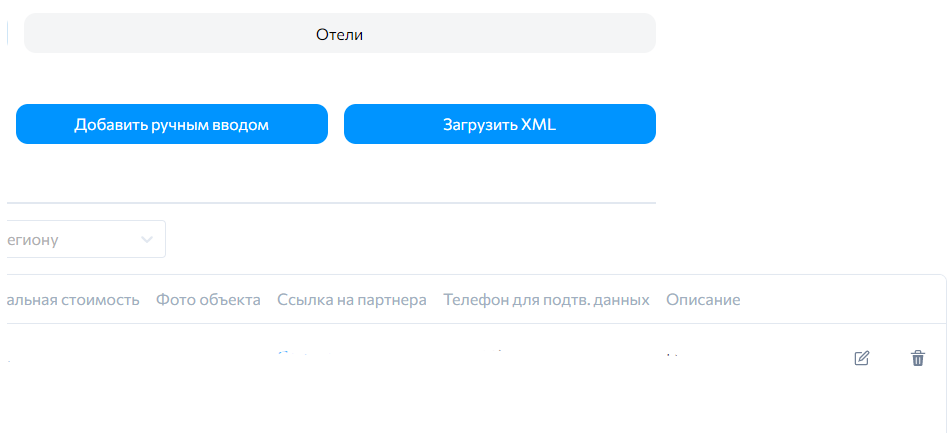 Отели
Добавить ручным вводом Загрузить XML
егиону
альная стоимость Фото объекта Ссылка на партнера Телефон для подтв. данных Описание